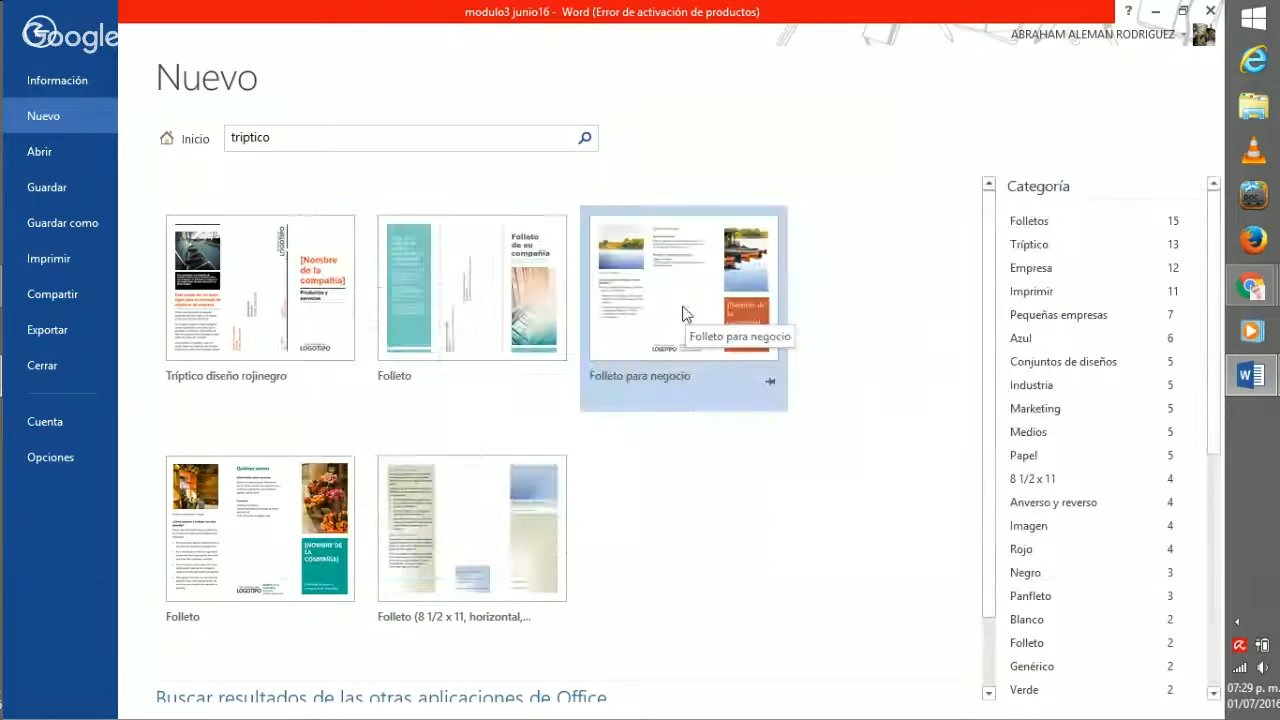 modulo3 junio16 - Word (Error de activación de productos)
Google
ABRAHAM ALEMAN RODRIGUEZ
Información
Nuevo
Abrir
Guardar
Guardar como
Imprimir
Compartir
Exportar
Cerrar
Cuenta
Opciones
Nuevo
Inicio
triptico
[Nombre
de la
compañía]
Productos y
servicios
LOGOTIPO
Tríptico diseño rojinegro
Folleto
de su
compañía
Folleto
LOGOTIPO
Folleto para negocio
Folleto para negocio
Quiénes somos
[NOMBRE DE
LA
COMPAÑÍA]
LOGOTIPO
Folleto
Folleto (8 1/2 x 11, horizontal,...
Buscar resultados de las otras aplicaciones de Office
Categoría
Folletos 15
Tríptico 13
Empresa 12
Imprimir 11
Pequeñas empresas 7
Azul 6
Conjuntos de diseños 5
Industria 5
Marketing 5
Medios 5
Papel 5
8 1/2 x 11 4
Anverso y reverso 4
Imagen 4
Rojo 4
Negro 3
Panfleto 3
Blanco 2
Folleto 2
Genérico 2
Verde 2
07:29 p. m.
01/07/2016